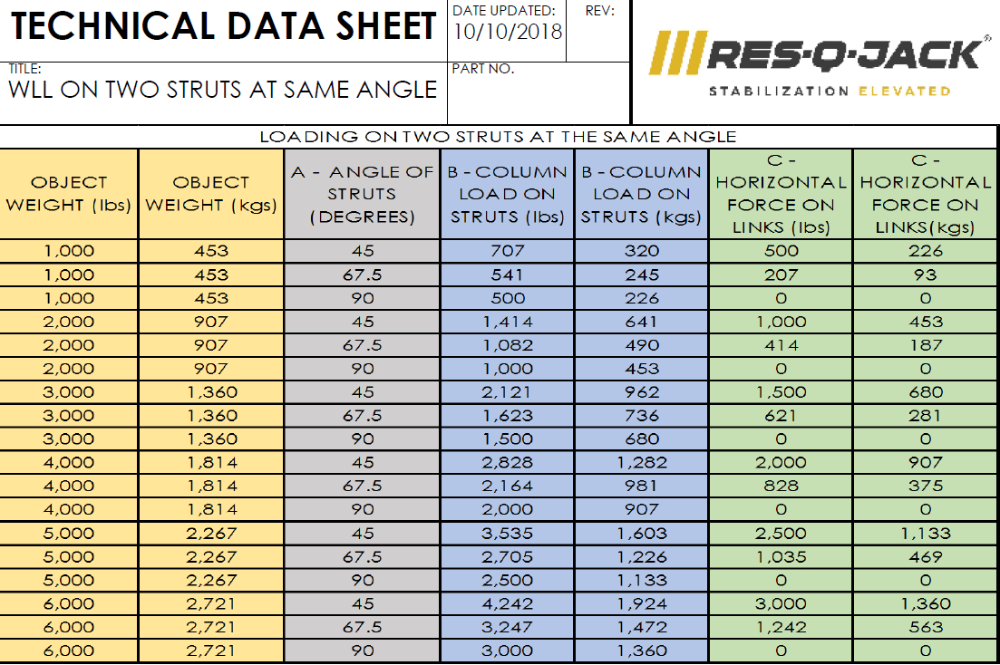 TECHNICAL DATA SHEET
DATE UPDATED:
10/10/2018
REV:
RES-Q-JACK®
STABILIZATION ELEVATED
TITLE:
WLL ON TWO STRUTS AT SAME ANGLE
PART NO.
LOADING ON TWO STRUTS AT THE SAME ANGLE
OBJECT
WEIGHT (lbs)
OBJECT
WEIGHT (kgs)
A - ANGLE OF
STRUTS
(DEGREES)
B - COLUMN
LOAD ON
STRUTS (lbs)
B - COLUMN
LOAD ON
STRUTS (kgs)
C -
HORIZONTAL
FORCE ON
LINKS (lbs)
C -
HORIZONTAL
FORCE ON
LINKS(kgs)
1,000 453 45 707 320 500 226
1,000 453 67.5 541 245 207 93
1,000 453 90 500 226 0 0
2,000 907 45 1,414 641 1,000 453
2,000 907 67.5 1,082 490 414 187
2,000 907 90 1,000 453 0 0
3,000 1,360 45 2,121 962 1,500 680
3,000 1,360 67.5 1,623 736 621 281
3,000 1,360 90 1,500 680 0 0
4,000 1,814 45 2,828 1,282 2,000 907
4,000 1,814 67.5 2,164 981 828 375
4,000 1,814 90 2,000 907 0 0
5,000 2,267 45 3,535 1,603 2,500 1,133
5,000 2,267 67.5 2,705 1,226 1,035 469
5,000 2,267 90 2,500 1,133 0 0
6,000 2,721 45 4,242 1,924 3,000 1,360
6,000 2,721 67.5 3,247 1,472 1,242 563
6,000 2,721 90 3,000 1,360 0 0